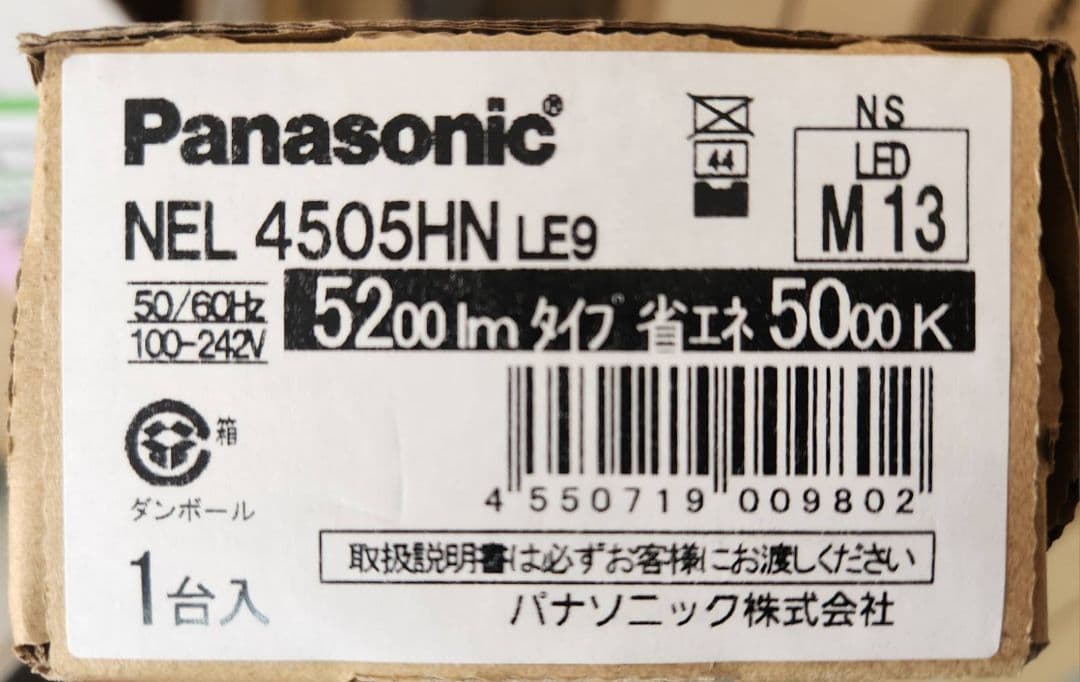 Panasonic®
NS
44
LED
M13
NEL 4505HN LE9
50/60Hz
100-242V
5200 lm タイプ 省エネ 5000 K
箱
ダンボール
4 550719 009802
取扱説明書は必ずお客様にお渡しください
1台入
パナソニック株式会社